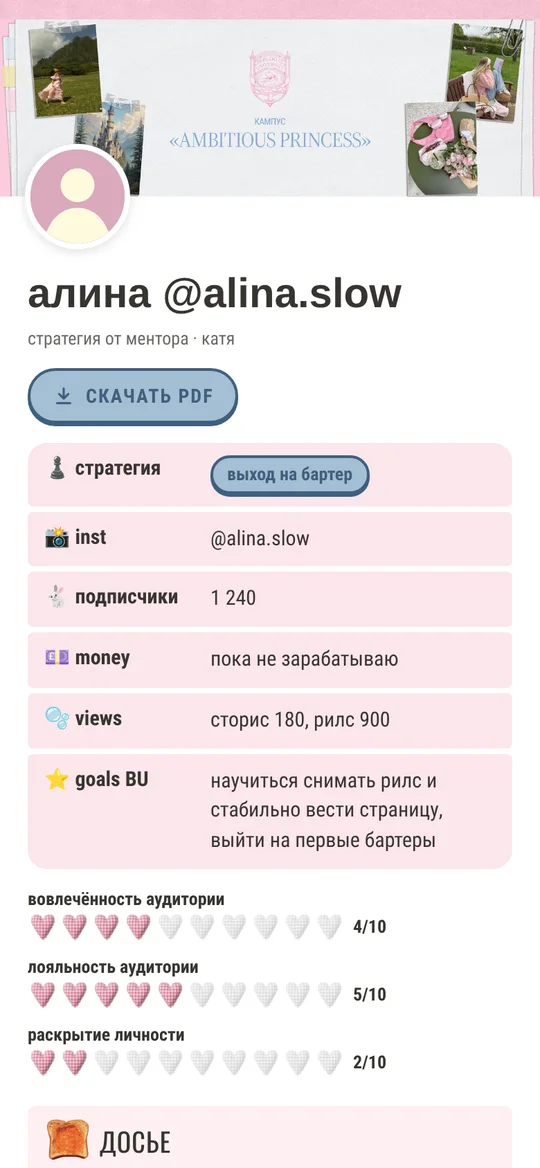 КАМПУС
«AMBITIOUS PRINCESS»
алина @alina.slow
стратегия от ментора · катя
СКАЧАТЬ PDF
стратегия
выход на бартер
inst
@alina.slow
подписчики
1 240
money
пока не зарабатываю
views
сторис 180, рилс 900
goals BU
научиться снимать рилс и
стабильно вести страницу,
выйти на первые бартеры
вовлечённость аудитории
4/10
лояльность аудитории
5/10
раскрытие личности
2/10
ДОСЬЕ